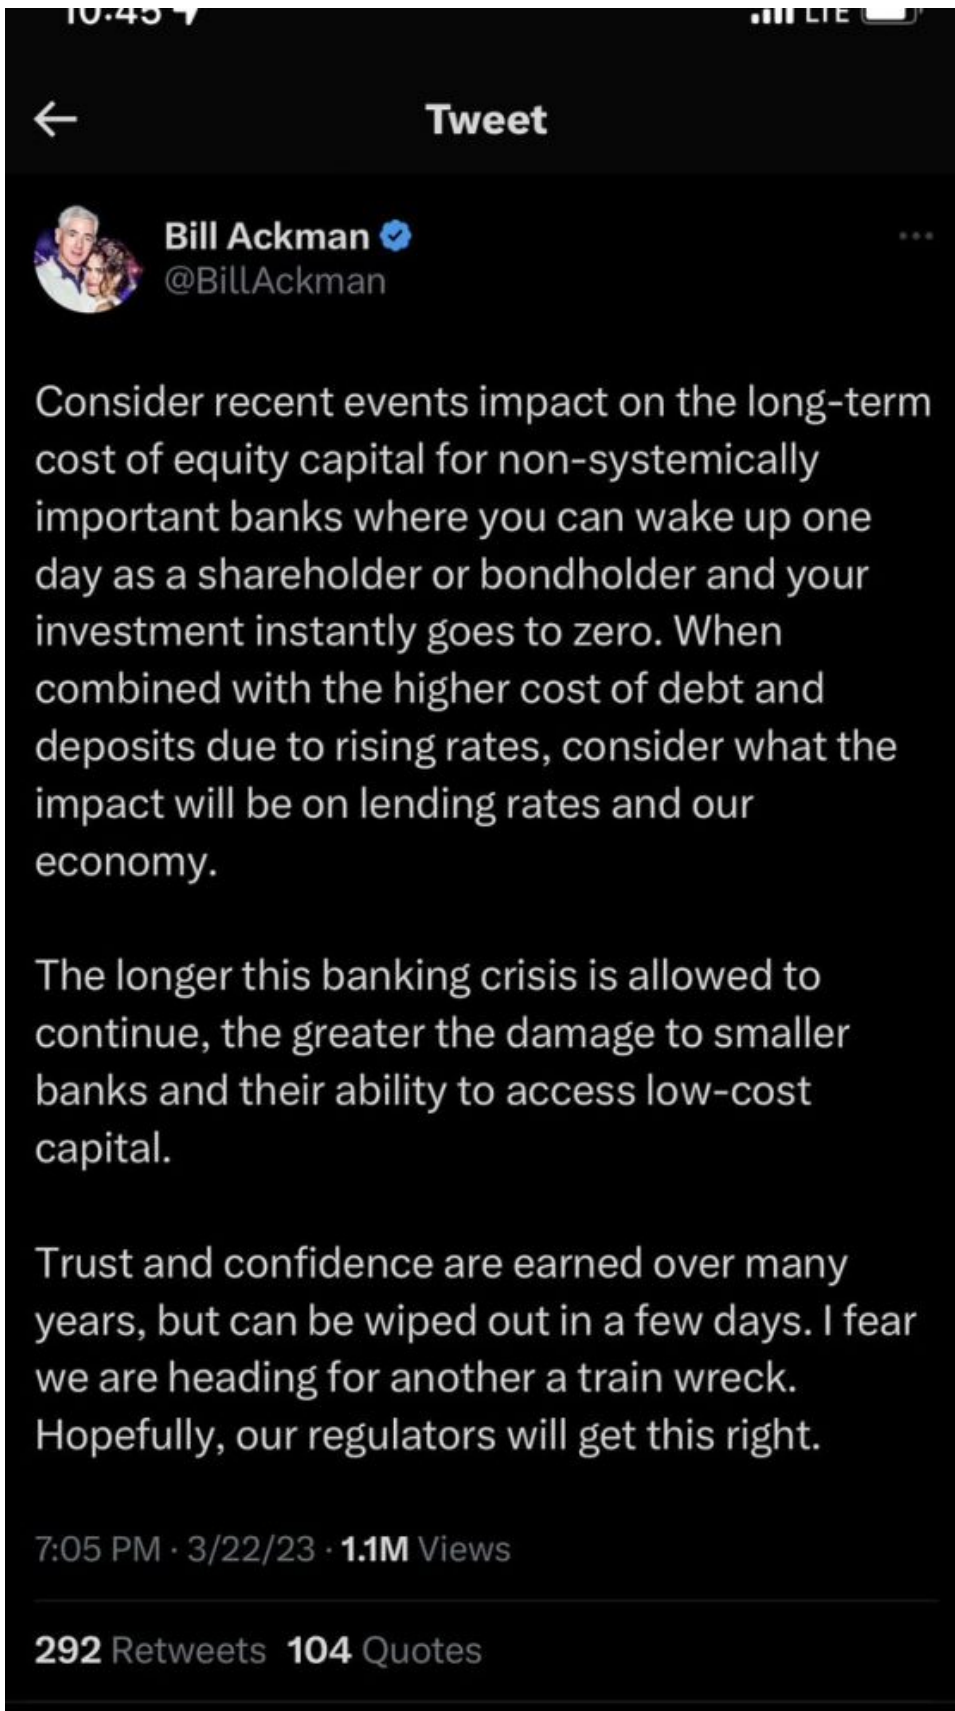 10:45
LTE
Tweet
Bill Ackman
@BillAckman
Consider recent events impact on the long-term
cost of equity capital for non-systemically
important banks where you can wake up one
day as a shareholder or bondholder and your
investment instantly goes to zero. When
combined with the higher cost of debt and
deposits due to rising rates, consider what the
impact will be on lending rates and our
economy.
The longer this banking crisis is allowed to
continue, the greater the damage to smaller
banks and their ability to access low-cost
capital.
Trust and confidence are earned over many
years, but can be wiped out in a few days. I fear
we are heading for another a train wreck.
Hopefully, our regulators will get this right.
7:05 PM · 3/22/23 · 1.1M Views
292 Retweets 104 Quotes